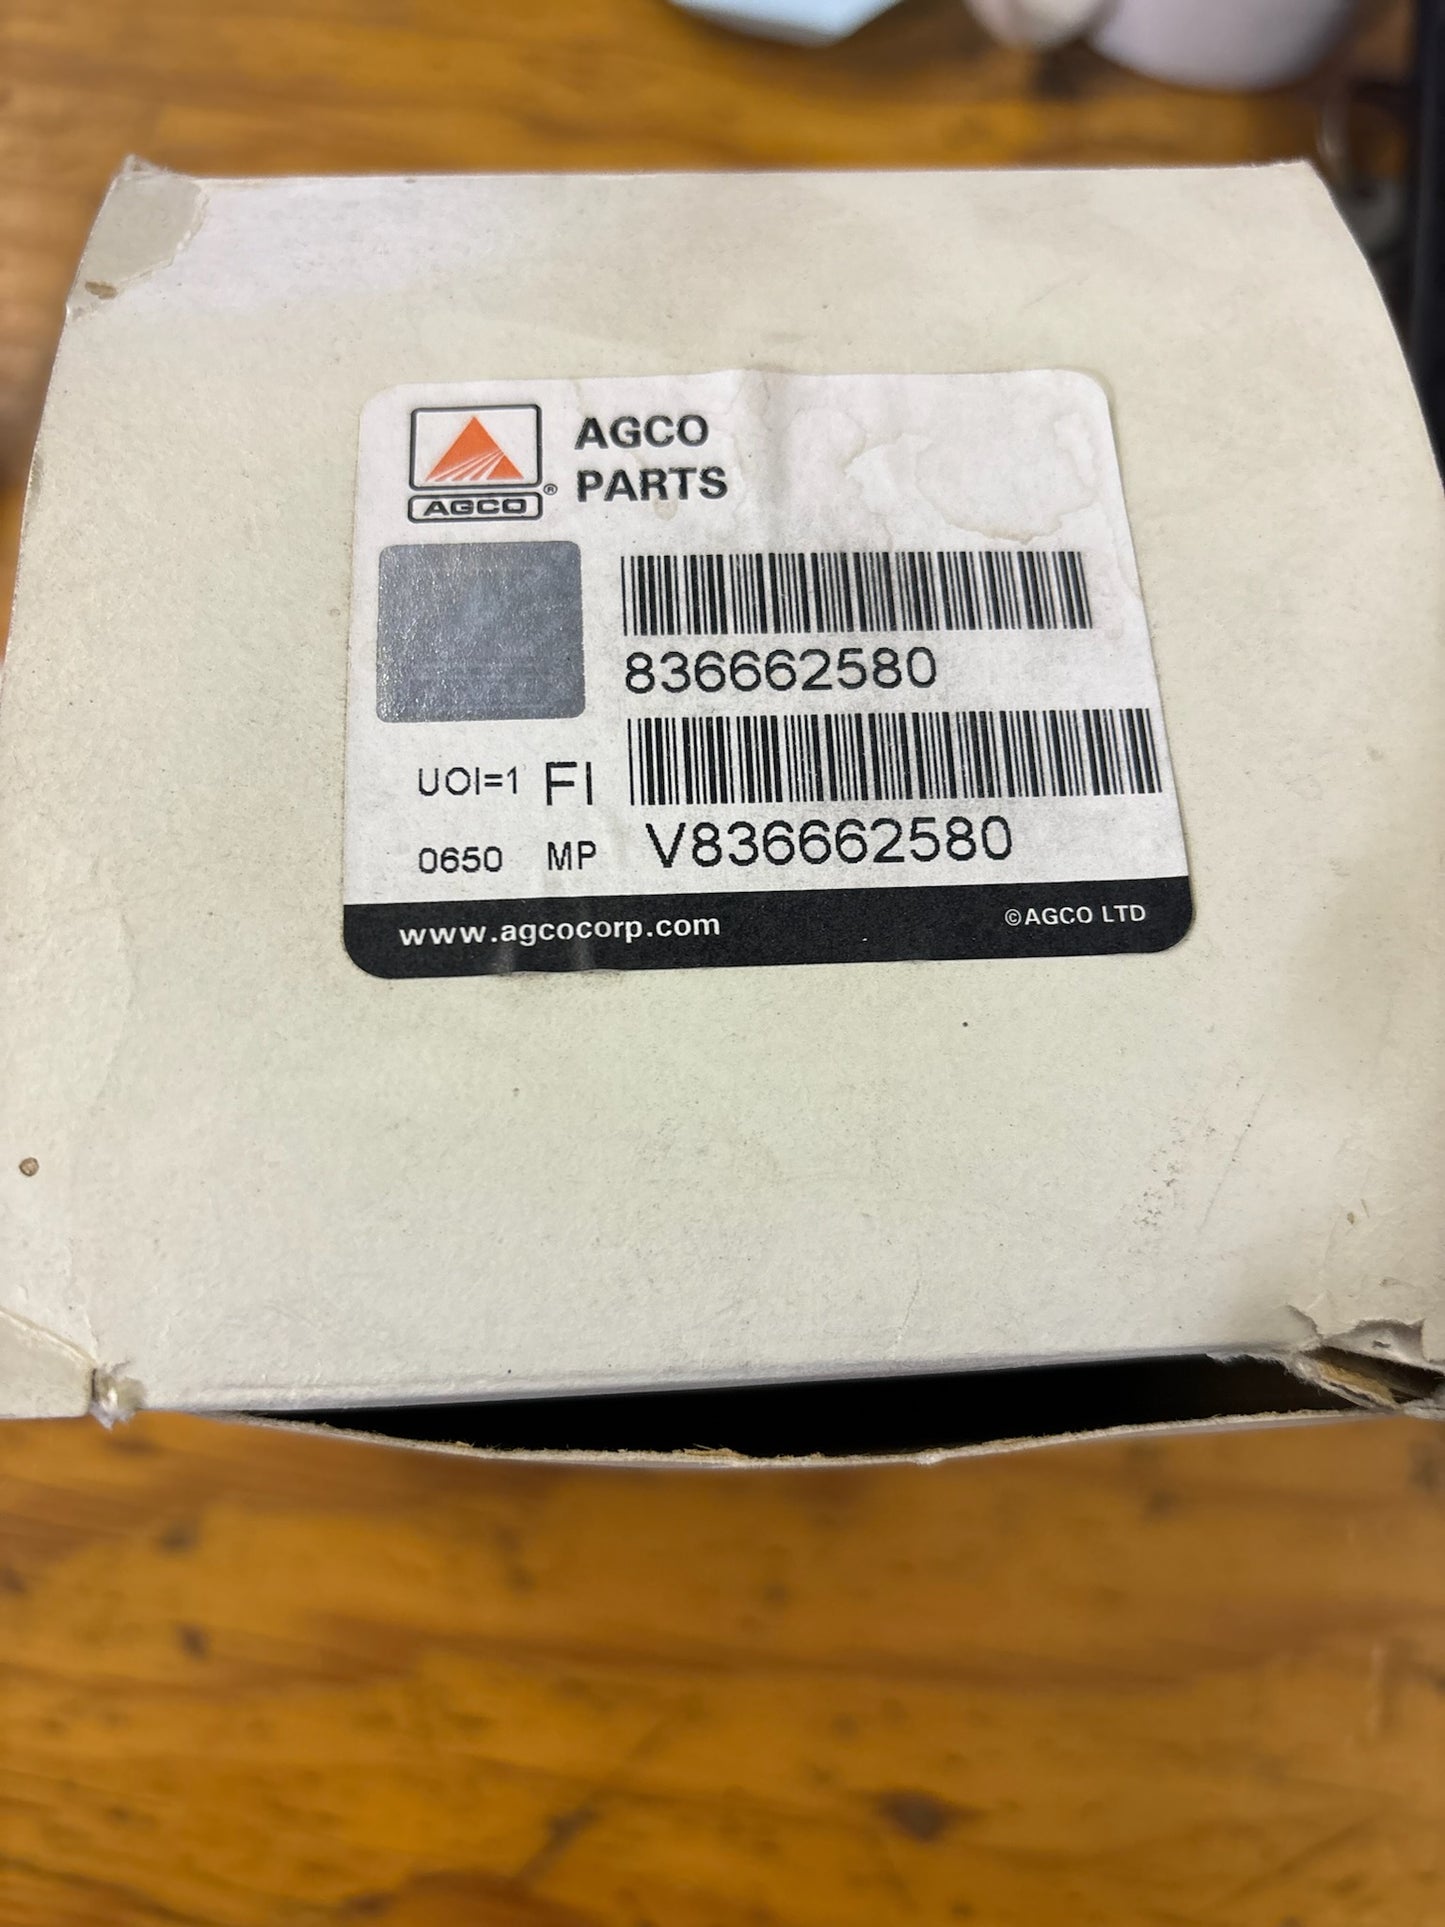 AGCO
PARTS
AGCO ®
836662580
UOI=1 FI
0650 MP V836662580
www.agcocorp.com ©AGCO LTD